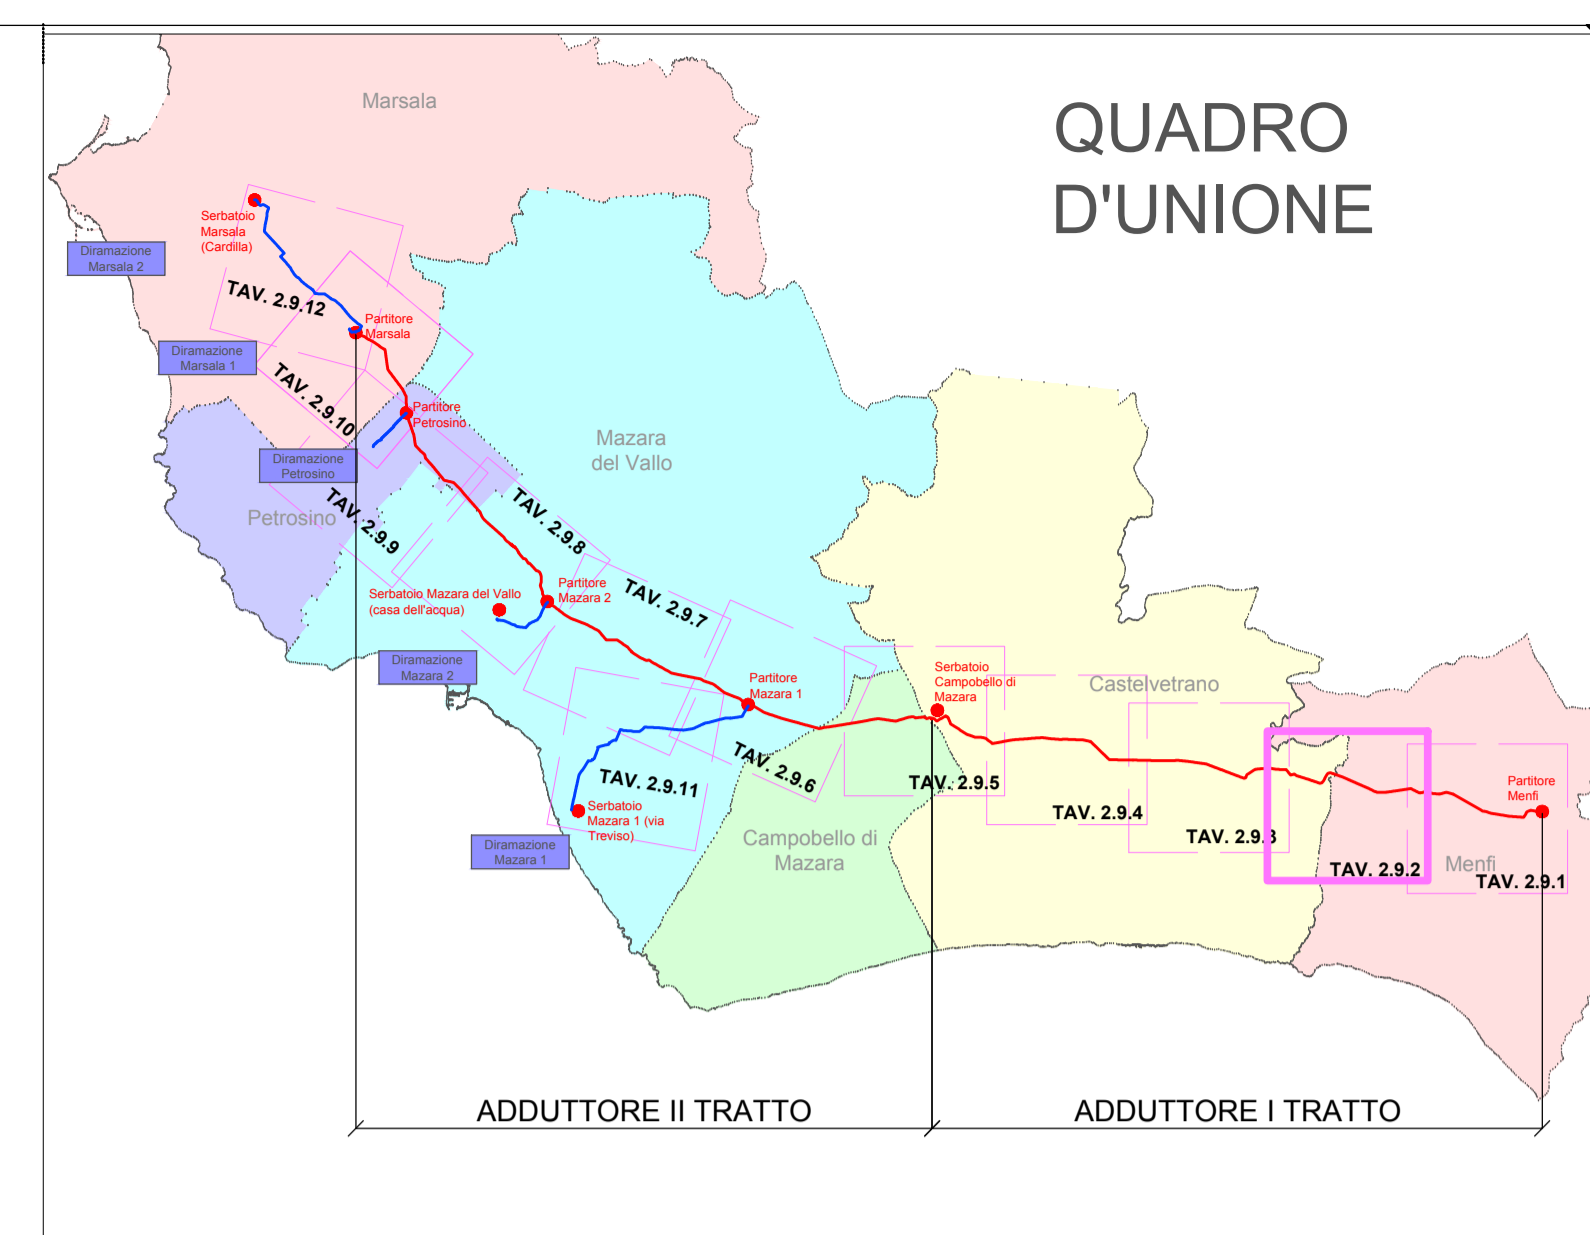 QUADRO
D'UNIONE
Marsala
Serbatoio
Marsala
(Cardilla)
Diramazione
Marsala 2
TAV. 2.9.12
Partitore
Marsala
Diramazione
Marsala 1
TAV. 2.9.10
Partitore
Petrosino
Diramazione
Petrosino
Mazara
del Vallo
Petrosino
TAV. 2.9.9
TAV. 2.9.8
Serbatoio Mazara del Vallo
(casa dell'acqua)
Partitore
Mazara 2
TAV. 2.9.7
Diramazione
Mazara 2
Partitore
Mazara 1
Serbatoio
Campobello di
Mazara
Castelvetrano
TAV. 2.9.11
TAV. 2.9.6
TAV. 2.9.5
Serbatoio
Mazara 1 (via
Treviso)
TAV. 2.9.4
TAV. 2.9.3
Partitore
Menfi
Diramazione
Mazara 1
Campobello di
Mazara
Menfi
TAV. 2.9.2
TAV. 2.9.1
ADDUTTORE II TRATTO
ADDUTTORE I TRATTO